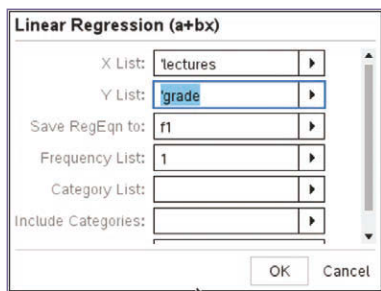 Linear Regression (a+bx)
X List: 'lectures
Y List: 'grade
Save RegEqn to: f1
Frequency List: 1
Category List:
Include Categories:
OK Cancel